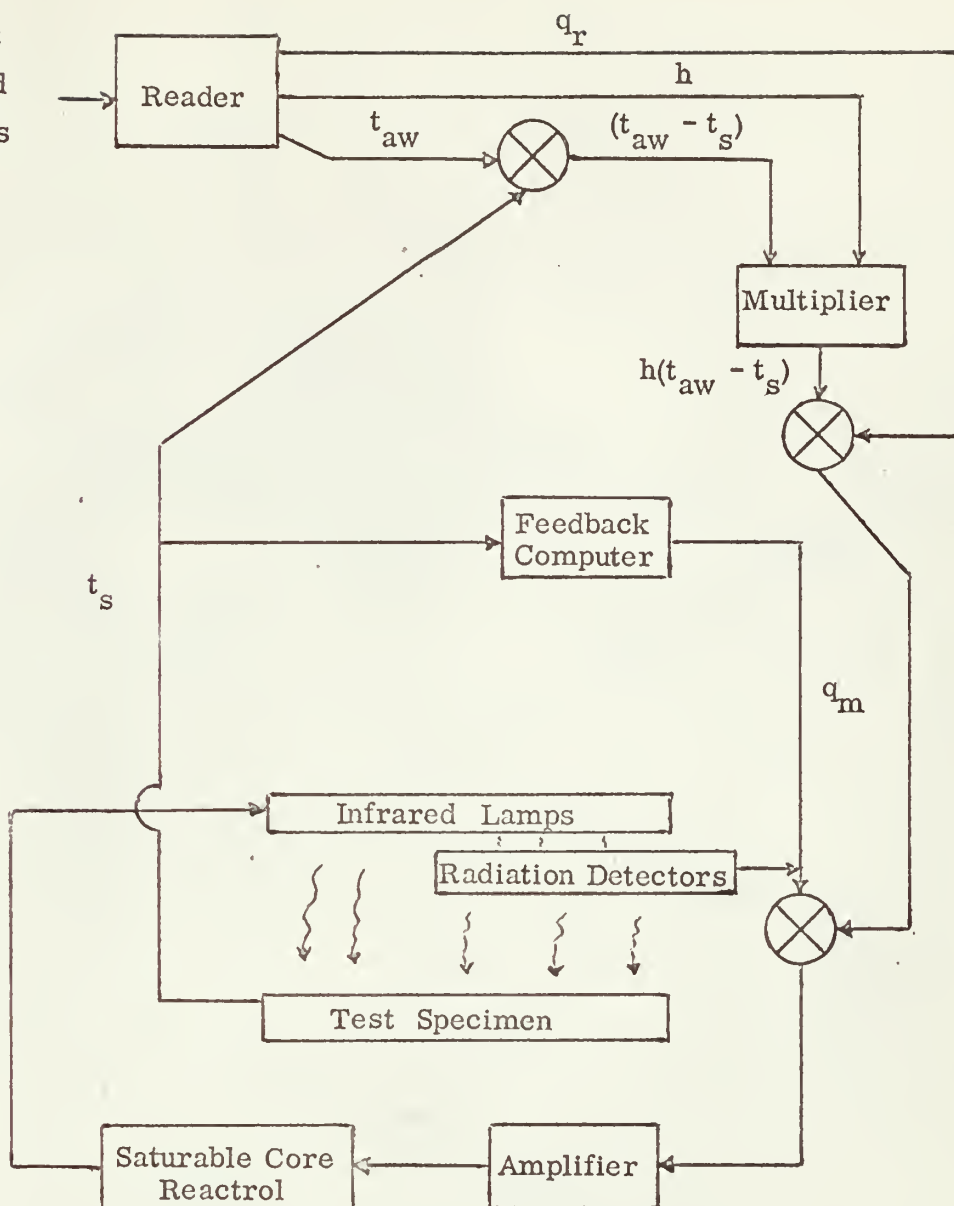 q_r
Reader
h
t_aw
(t_aw - t_s)
Multiplier
h(t_aw - t_s)
Feedback
Computer
t_s
q_m
Infrared Lamps
Radiation Detectors
Test Specimen
Saturable Core
Reactrol
Amplifier